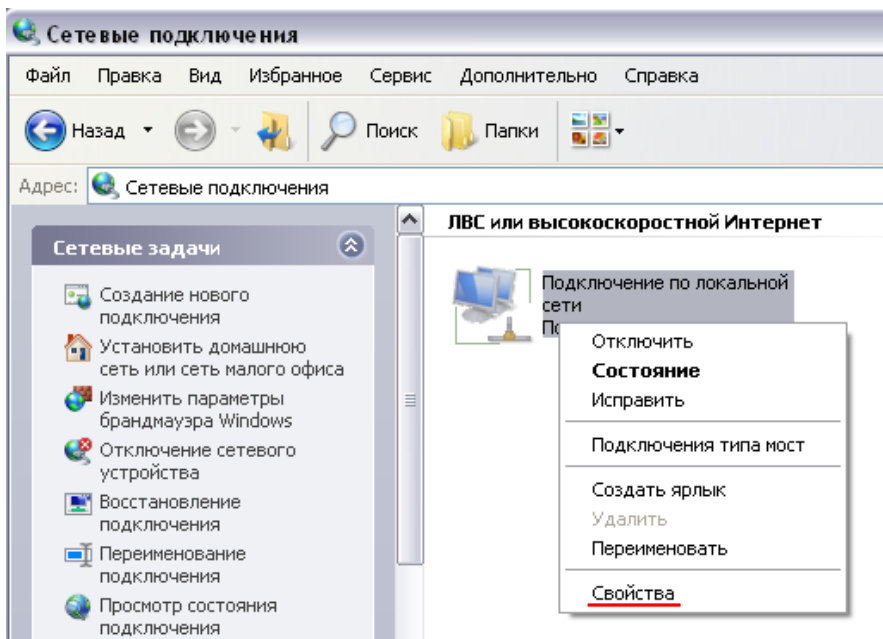 Сетевые подключения
Файл Правка Вид Избранное Сервис Дополнительно Справка
Назад Поиск Папки
Адрес: Сетевые подключения
Сетевые задачи
Создание нового
подключения
Установить домашнюю
сеть или сеть малого офиса
Изменить параметры
брандмауэра Windows
Отключение сетевого
устройства
Восстановление
подключения
Переименование
подключения
Просмотр состояния
подключения
ЛВС или высокоскоростной Интернет
Подключение по локальной
сети
Отключить
Состояние
Исправить
Подключения типа мост
Создать ярлык
Удалить
Переименовать
Свойства